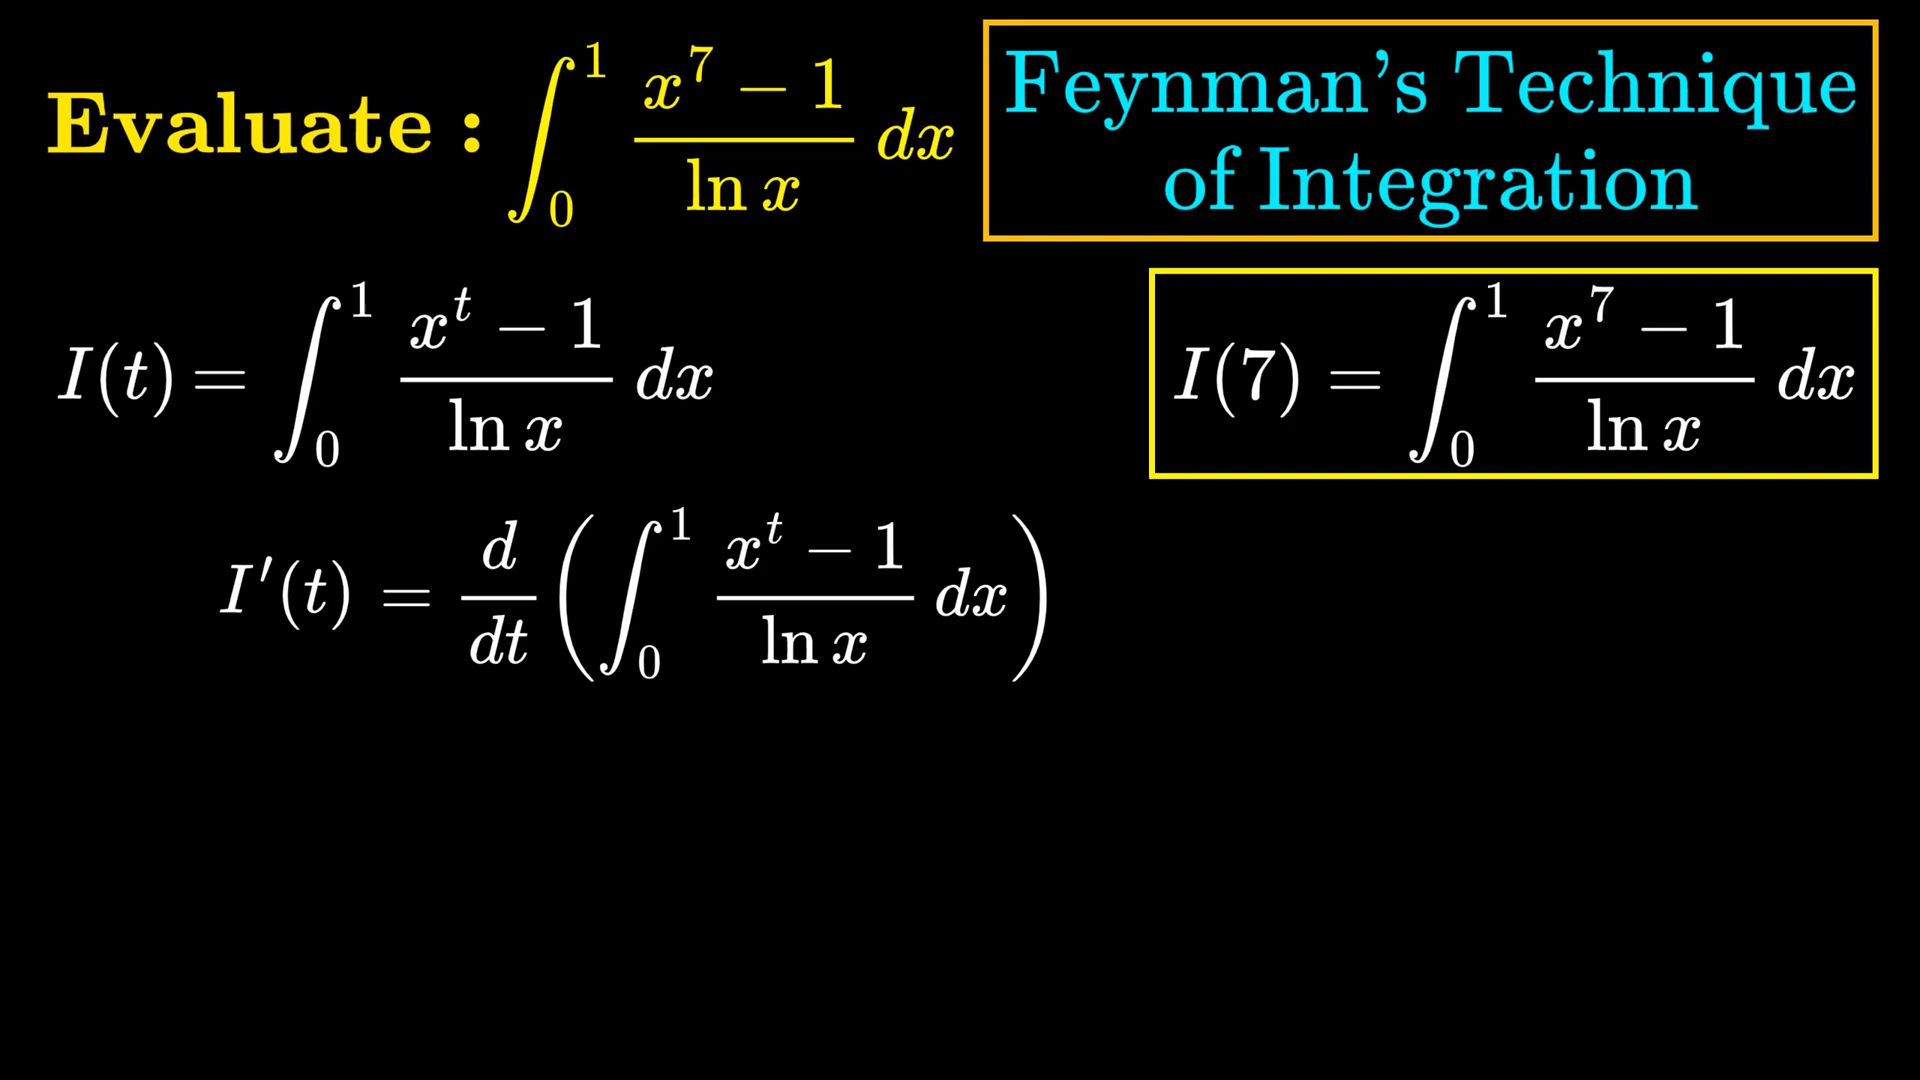 Evaluate : ∫₀¹ (x⁷ − 1)/(ln x) dx
Feynman's Technique
of Integration
I(t) = ∫₀¹ (xᵗ − 1)/(ln x) dx
I(7) = ∫₀¹ (x⁷ − 1)/(ln x) dx
I′(t) = d/dt (∫₀¹ (xᵗ − 1)/(ln x) dx)